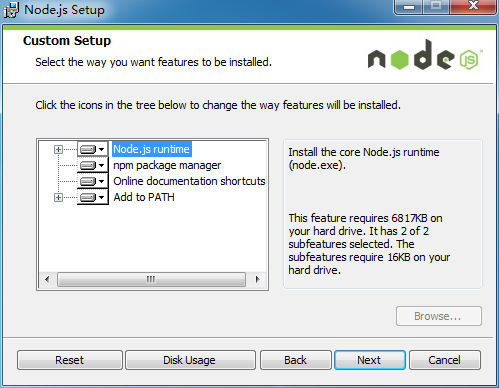 Node.js Setup
Custom Setup
Select the way you want features to be installed.
node
JS
Click the icons in the tree below to change the way features will be installed.
Node.js runtime
npm package manager
Online documentation shortcuts
Add to PATH
Install the core Node.js runtime
(node.exe).
This feature requires 6817KB on
your hard drive. It has 2 of 2
subfeatures selected. The
subfeatures require 16KB on your
hard drive.
Browse...
Reset
Disk Usage
Back
Next
Cancel